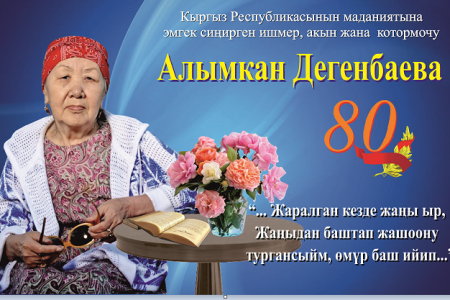 Кыргыз Республикасынын маданиятына
эмгек сиңирген ишмер, акын жана котормочу
Алымкан Дегенбаева
80
“... Жаралган кезде жаңы ыр,
Жаңыдан баштап жашоону
тургансыйм, өмүр баш ийип...”